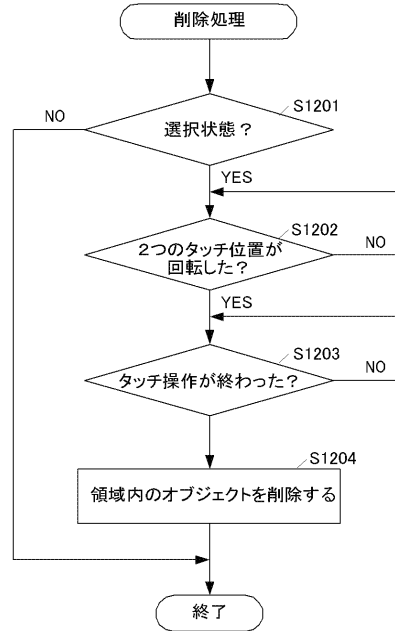 削除処理
S1201
NO
選択状態？
YES
S1202
２つのタッチ位置が
回転した？
NO
YES
S1203
タッチ操作が終わった？
NO
S1204
領域内のオブジェクトを削除する
終了